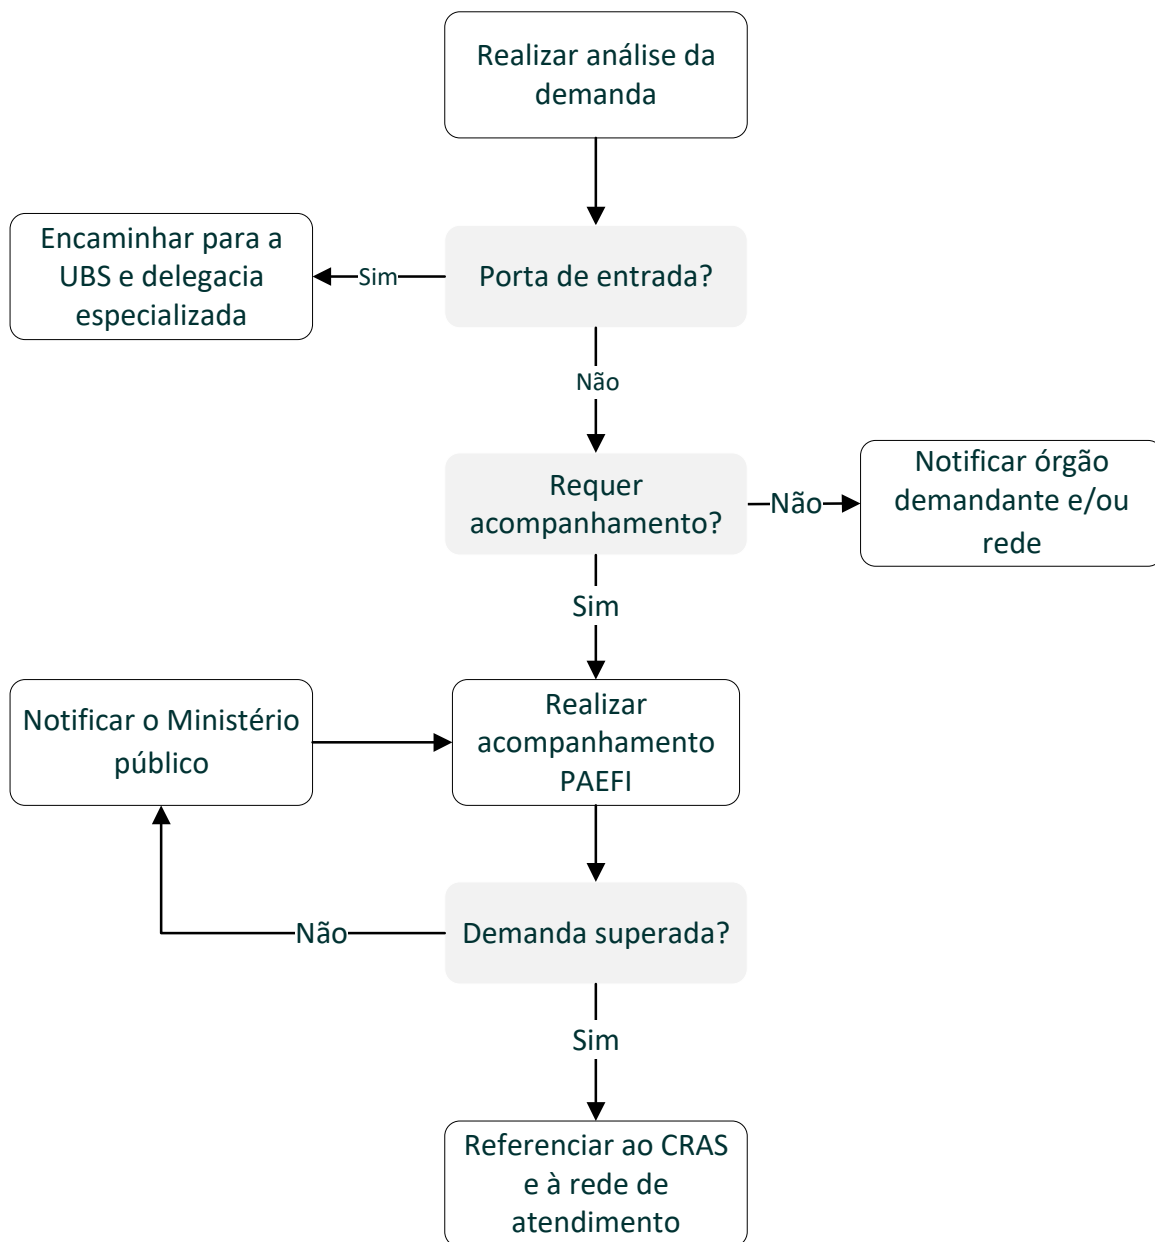 Realizar análise da
demanda
Encaminhar para a
UBS e delegacia
especializada
Sim
Porta de entrada?
Não
Requer
acompanhamento?
Não
Notificar órgão
demandante e/ou
rede
Sim
Notificar o Ministério
público
Realizar
acompanhamento
PAEFI
Não
Demanda superada?
Sim
Referenciar ao CRAS
e à rede de
atendimento